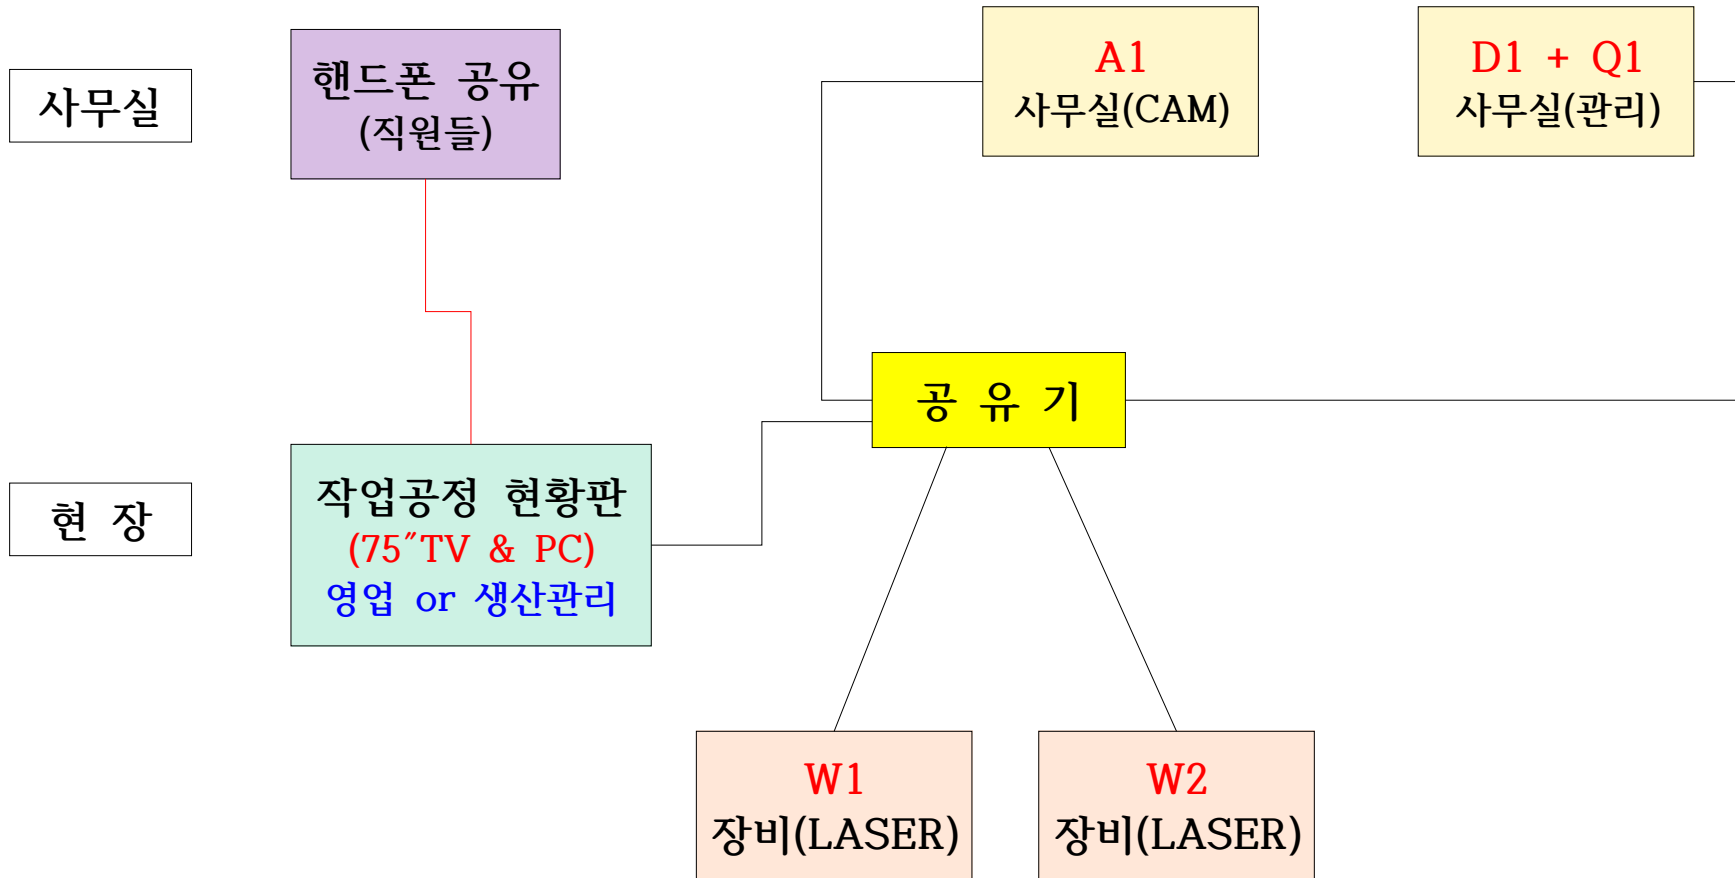 사무실
핸드폰 공유
(직원들)
A1
사무실(CAM)
D1 + Q1
사무실(관리)
공 유 기
현 장
작업공정 현황판
(75″TV & PC)
영업 or 생산관리
W1
장비(LASER)
W2
장비(LASER)